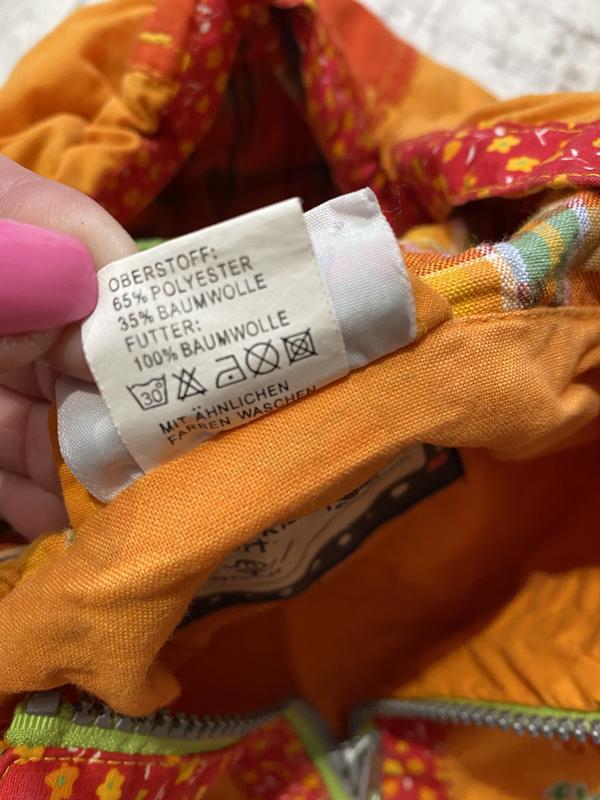 OBERSTOFF:
65% POLYESTER
35% BAUMWOLLE
FUTTER:
100% BAUMWOLLE
30°
MIT ÄHNLICHEN
FARBEN WASCHEN